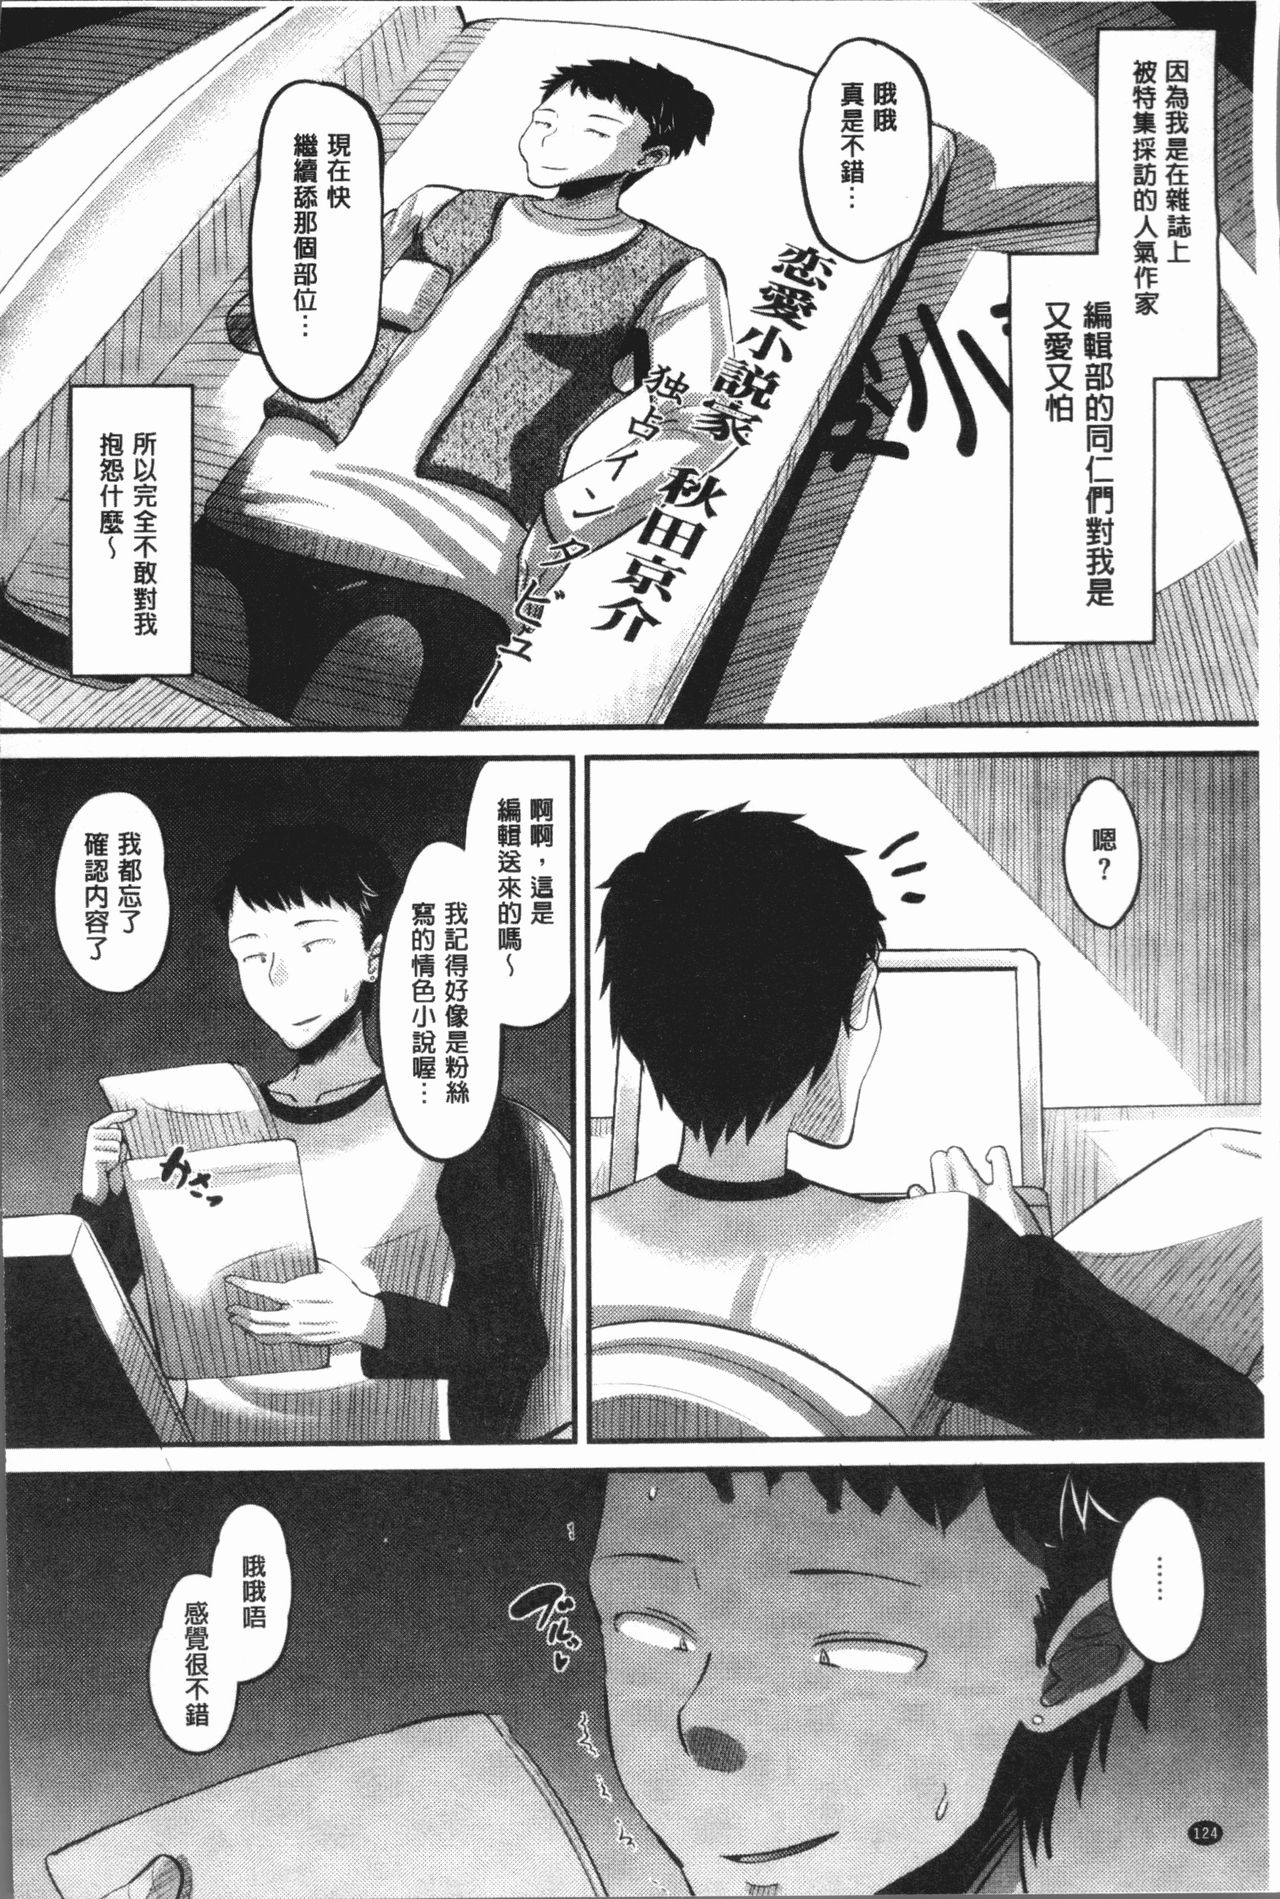 因為我是在雜誌上
被特集採訪的人氣作家
編輯部的同仁們對我是
又愛又怕
哦哦
真是不錯…
現在快
繼續舔那個部位…
恋愛小説家
秋田京介
独占インタビュー
所以完全不敢對我
抱怨什麼～
嗯？
啊啊，這是
編輯送來的嗎～
我記得好像是粉絲
寫的情色小說喔…
我都忘了
確認內容了
かさっ
……
ブルッ♥
哦哦唔
感覺很不錯
124